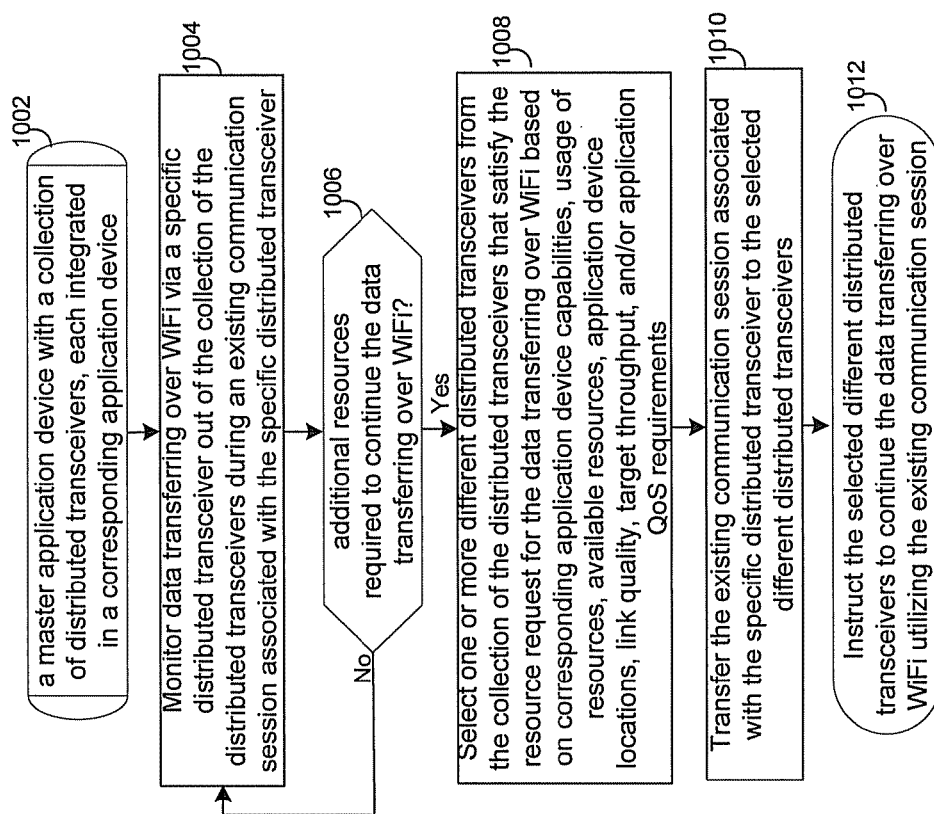 1002
a master application device with a collection
of distributed transceivers, each integrated
in a corresponding application device
1004
Monitor data transferring over WiFi via a specific
distributed transceiver out of the collection of the
distributed transceivers during an existing communication
session associated with the specific distributed transceiver
1006
additional resources
required to continue the data
transferring over WiFi?
No
Yes
1008
Select one or more different distributed transceivers from
the collection of the distributed transceivers that satisfy the
resource request for the data transferring over WiFi based
on corresponding application device capabilities, usage of
resources, available resources, application device
locations, link quality, target throughput, and/or application
QoS requirements
1010
Transfer the existing communication session associated
with the specific distributed transceiver to the selected
different distributed transceivers
1012
Instruct the selected different distributed
transceivers to continue the data transferring over
WiFi utilizing the existing communication session